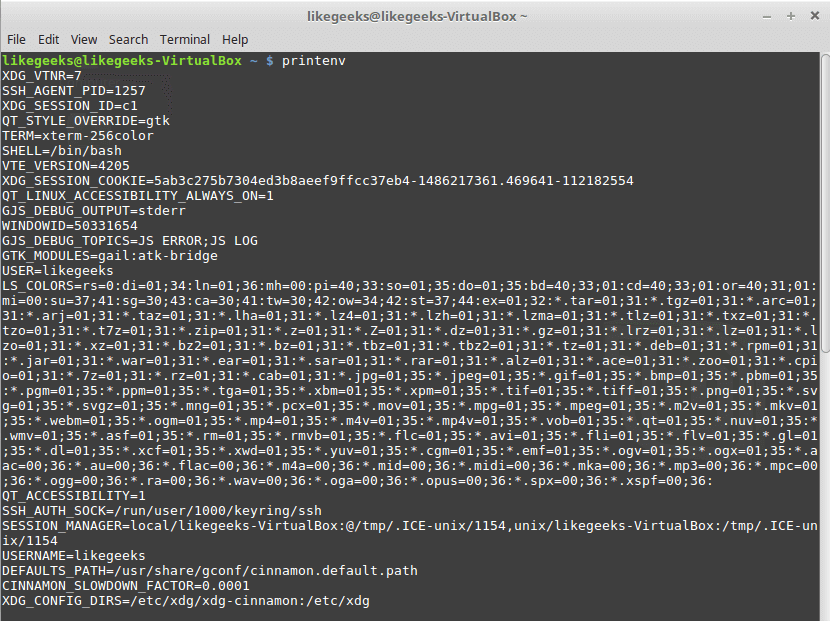 likegeeks@likegeeks-VirtualBox ~
File Edit View Search Terminal Help
likegeeks@likegeeks-VirtualBox ~ $ printenv
XDG_VTNR=7
SSH_AGENT_PID=1257
XDG_SESSION_ID=c1
QT_STYLE_OVERRIDE=gtk
TERM=xterm-256color
SHELL=/bin/bash
VTE_VERSION=4205
XDG_SESSION_COOKIE=5ab3c275b7304ed3b8aeef9ffcc37eb4-1486217361.469641-112182554
QT_LINUX_ACCESSIBILITY_ALWAYS_ON=1
GJS_DEBUG_OUTPUT=stderr
WINDOWID=50331654
GJS_DEBUG_TOPICS=JS ERROR;JS LOG
GTK_MODULES=gail:atk-bridge
USER=likegeeks
LS_COLORS=rs=0:di=01;34:ln=01;36:mh=00:pi=40;33:so=01;35:do=01;35:bd=40;33;01:cd=40;33;01:or=40;31;01:
mi=00:su=37;41:sg=30;43:ca=30;41:tw=30;42:ow=34;42:st=37;44:ex=01;32:*.tar=01;31:*.tgz=01;31:*.arc=01;
31:*.arj=01;31:*.taz=01;31:*.lha=01;31:*.lz4=01;31:*.lzh=01;31:*.lzma=01;31:*.tlz=01;31:*.txz=01;31:*.
tzo=01;31:*.t7z=01;31:*.zip=01;31:*.z=01;31:*.Z=01;31:*.dz=01;31:*.gz=01;31:*.lrz=01;31:*.lz=01;31:*.l
zo=01;31:*.xz=01;31:*.bz2=01;31:*.bz=01;31:*.tbz=01;31:*.tbz2=01;31:*.tz=01;31:*.deb=01;31:*.rpm=01;31
:*.jar=01;31:*.war=01;31:*.ear=01;31:*.sar=01;31:*.rar=01;31:*.alz=01;31:*.ace=01;31:*.zoo=01;31:*.cpi
o=01;31:*.7z=01;31:*.rz=01;31:*.cab=01;31:*.jpg=01;35:*.jpeg=01;35:*.gif=01;35:*.bmp=01;35:*.pbm=01;35
:*.pgm=01;35:*.ppm=01;35:*.tga=01;35:*.xbm=01;35:*.xpm=01;35:*.tif=01;35:*.tiff=01;35:*.png=01;35:*.sv
g=01;35:*.svgz=01;35:*.mng=01;35:*.pcx=01;35:*.mov=01;35:*.mpg=01;35:*.mpeg=01;35:*.m2v=01;35:*.mkv=01
;35:*.webm=01;35:*.ogm=01;35:*.mp4=01;35:*.m4v=01;35:*.mp4v=01;35:*.vob=01;35:*.qt=01;35:*.nuv=01;35:*
.wmv=01;35:*.asf=01;35:*.rm=01;35:*.rmvb=01;35:*.flc=01;35:*.avi=01;35:*.fli=01;35:*.flv=01;35:*.gl=01
;35:*.dl=01;35:*.xcf=01;35:*.xwd=01;35:*.yuv=01;35:*.cgm=01;35:*.emf=01;35:*.ogv=01;35:*.ogx=01;35:*.a
ac=00;36:*.au=00;36:*.flac=00;36:*.m4a=00;36:*.mid=00;36:*.midi=00;36:*.mka=00;36:*.mp3=00;36:*.mpc=00
;36:*.ogg=00;36:*.ra=00;36:*.wav=00;36:*.oga=00;36:*.opus=00;36:*.spx=00;36:*.xspf=00;36:
QT_ACCESSIBILITY=1
SSH_AUTH_SOCK=/run/user/1000/keyring/ssh
SESSION_MANAGER=local/likegeeks-VirtualBox:@/tmp/.ICE-unix/1154,unix/likegeeks-VirtualBox:/tmp/.ICE-un
ix/1154
USERNAME=likegeeks
DEFAULTS_PATH=/usr/share/gconf/cinnamon.default.path
CINNAMON_SLOWDOWN_FACTOR=0.0001
XDG_CONFIG_DIRS=/etc/xdg/xdg-cinnamon:/etc/xdg